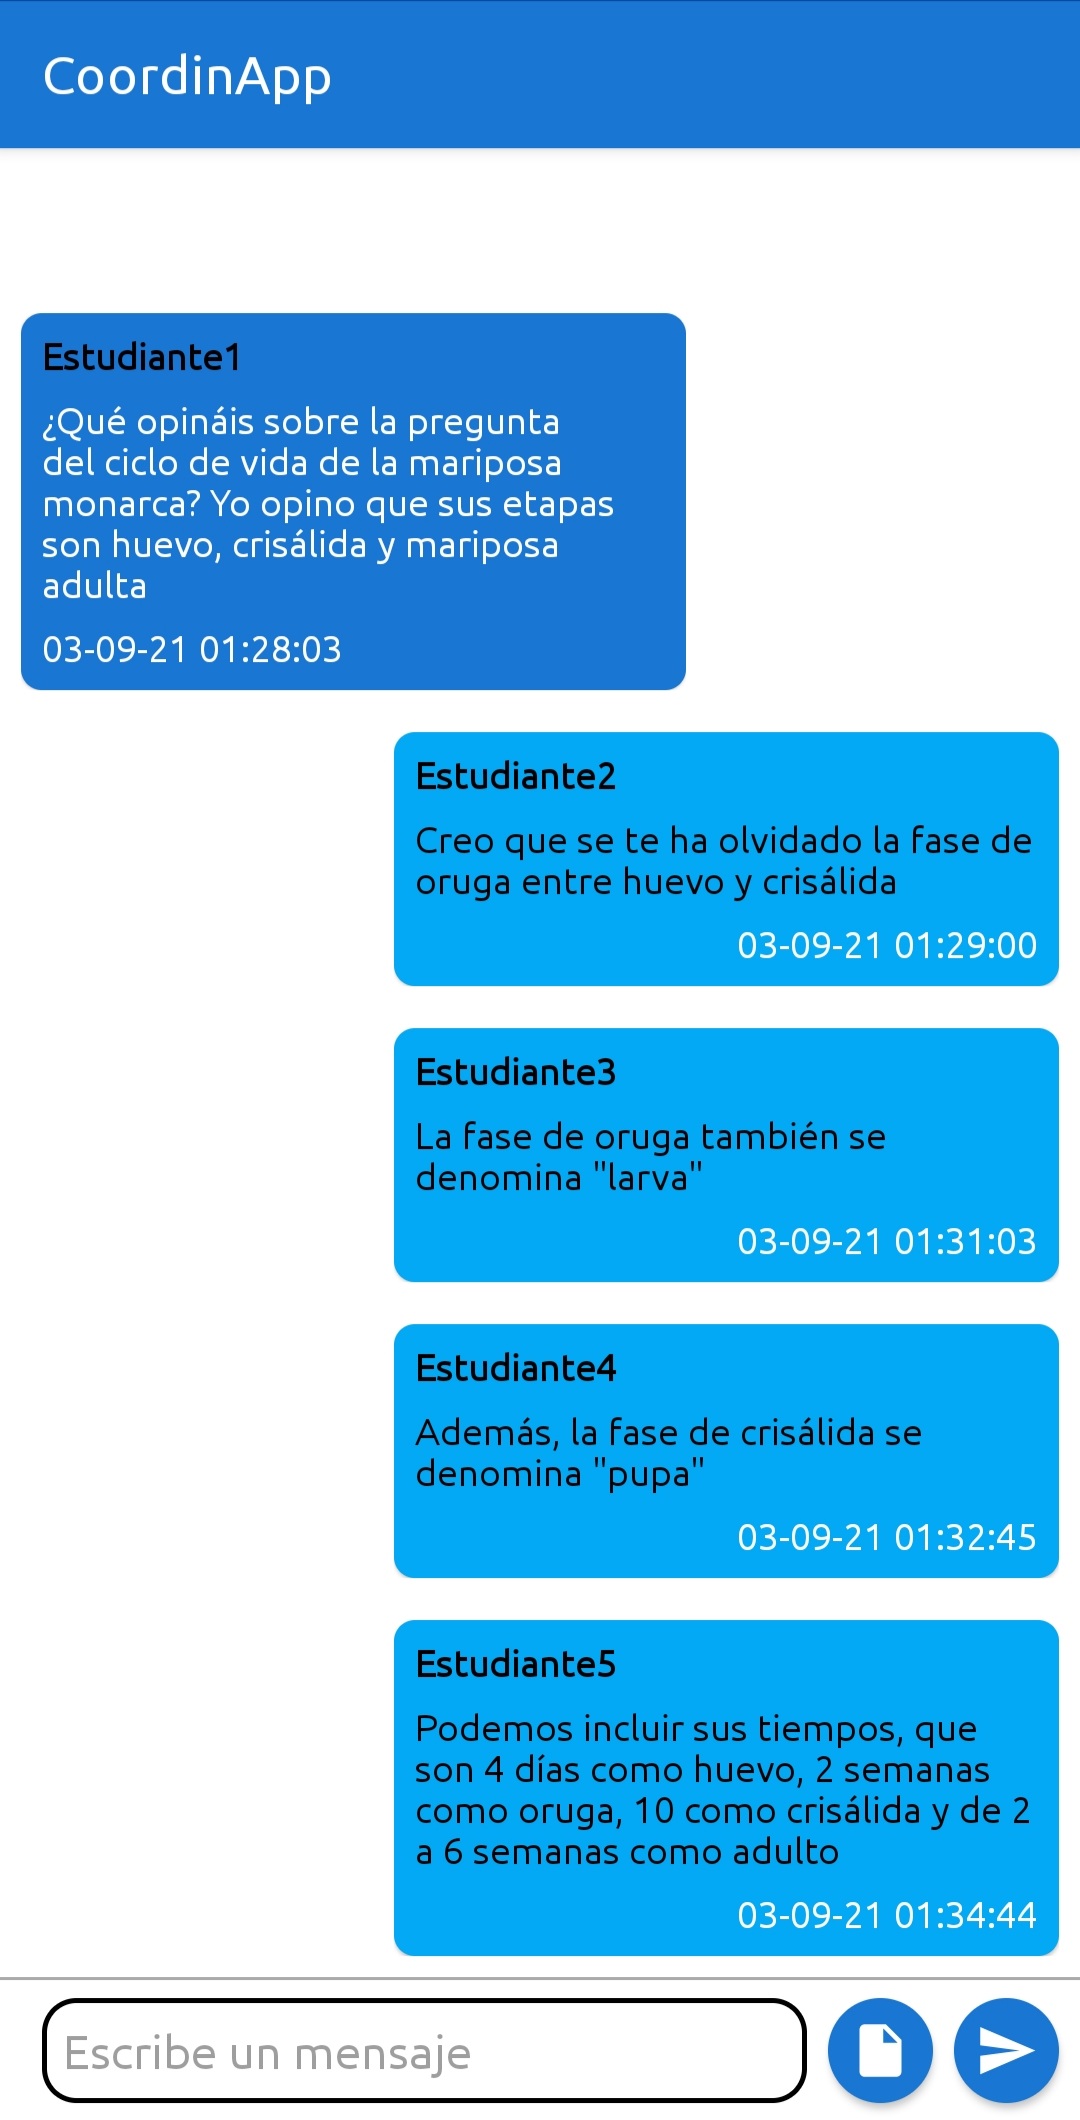 CoordinApp
Estudiante1
¿Qué opináis sobre la pregunta
del ciclo de vida de la mariposa
monarca? Yo opino que sus etapas
son huevo, crisálida y mariposa
adulta
03-09-21 01:28:03
Estudiante2
Creo que se te ha olvidado la fase de
oruga entre huevo y crisálida
03-09-21 01:29:00
Estudiante3
La fase de oruga también se
denomina "larva"
03-09-21 01:31:03
Estudiante4
Además, la fase de crisálida se
denomina "pupa"
03-09-21 01:32:45
Estudiante5
Podemos incluir sus tiempos, que
son 4 días como huevo, 2 semanas
como oruga, 10 como crisálida y de 2
a 6 semanas como adulto
03-09-21 01:34:44
Escribe un mensaje